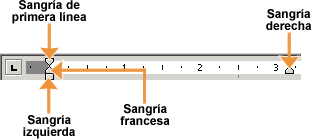 Sangría de
primera línea
Sangría
derecha
L
1
2
3
Sangría
izquierda
Sangría
francesa